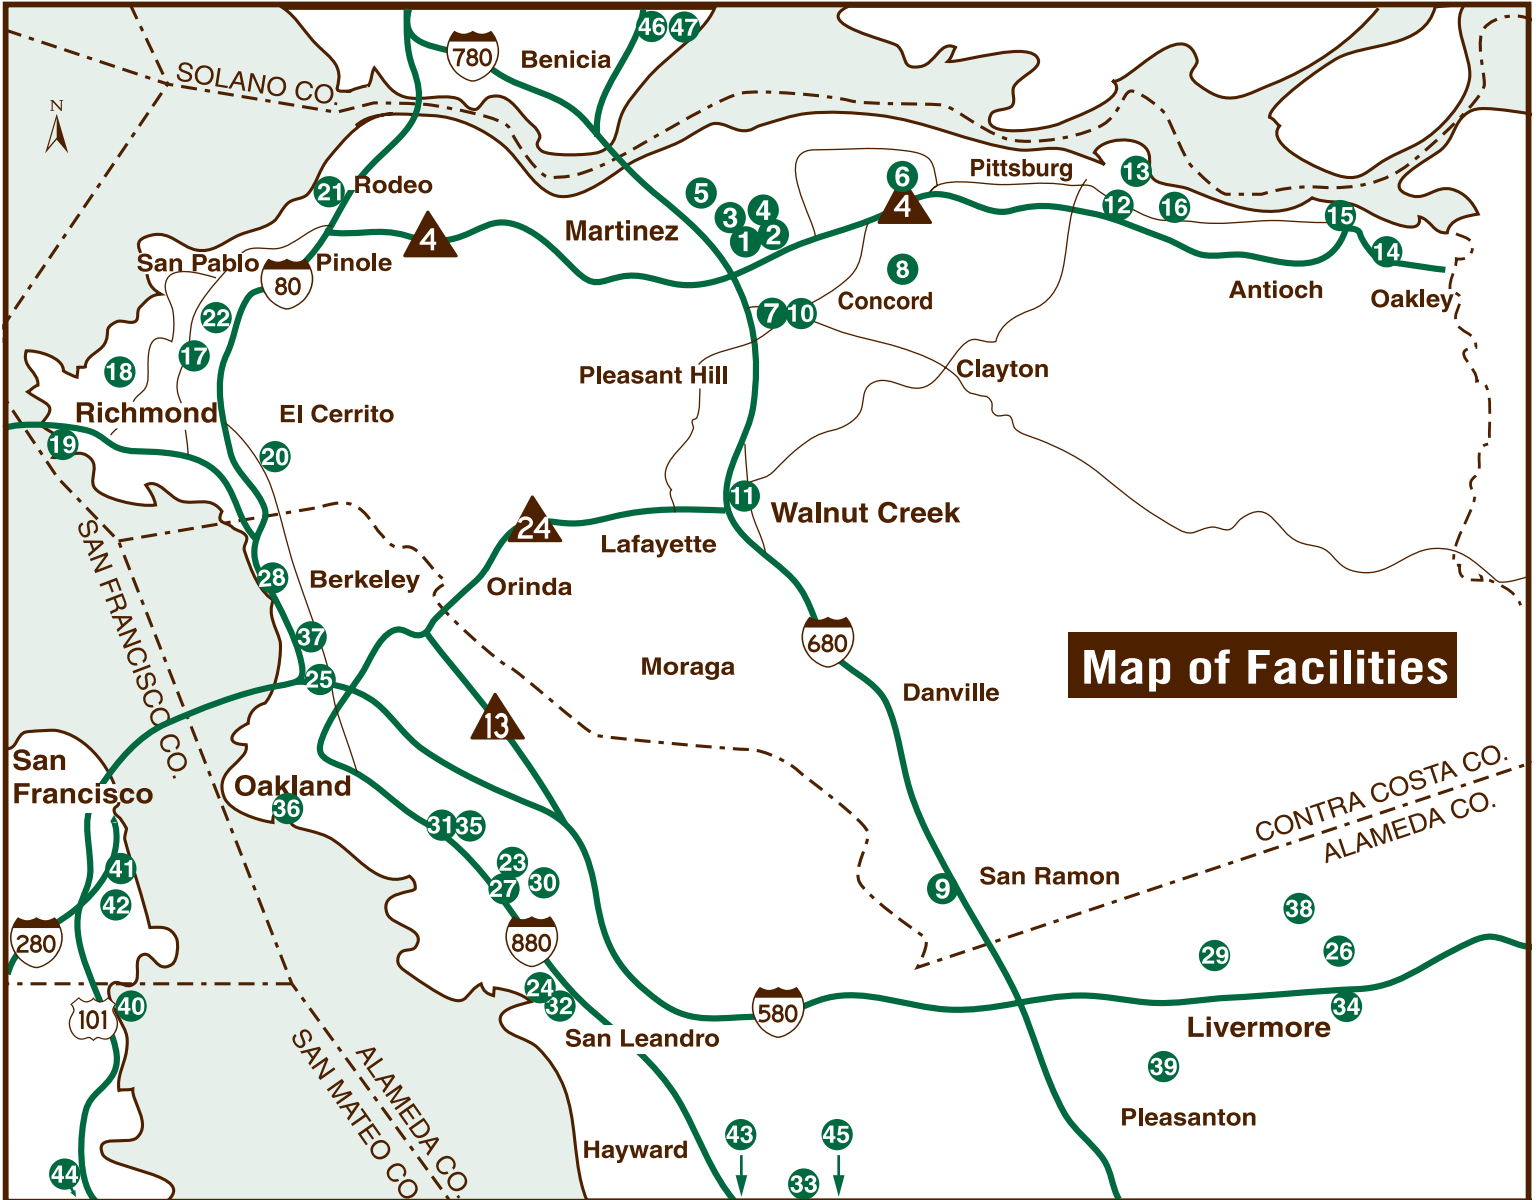 46
47
780
Benicia
SOLANO CO.
N
21
Rodeo
5
3
4
1
2
6
4
Pittsburg
13
12
16
15
14
Martinez
4
San Pablo
Pinole
80
8
Concord
Antioch
Oakley
22
7
10
17
18
Pleasant Hill
Clayton
Richmond
El Cerrito
19
20
11
Walnut Creek
24
Lafayette
SAN FRANCISCO CO.
28
Berkeley
Orinda
37
680
Moraga
Map of Facilities
25
Danville
13
San
Francisco
Oakland
36
CONTRA COSTA CO.
ALAMEDA CO.
31
35
41
23
27
30
San Ramon
9
42
38
280
880
29
26
24
32
40
101
580
34
San Leandro
Livermore
39
ALAMEDA CO.
SAN MATEO CO.
Pleasanton
Hayward
43
45
44
33